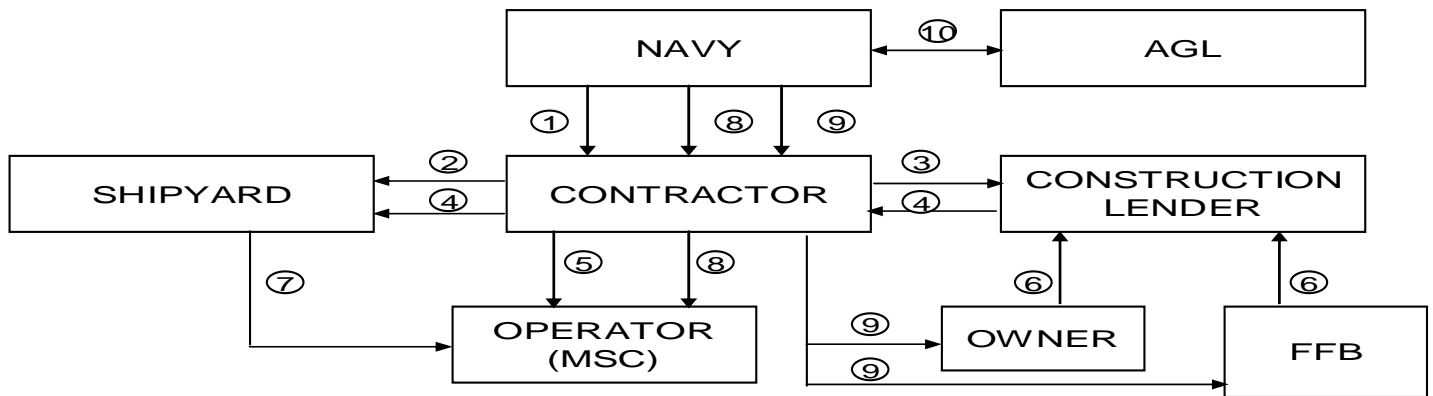 NAVY
⑩
AGL
①
⑧
⑨
SHIPYARD
②
④
CONTRACTOR
③
④
CONSTRUCTION
LENDER
⑦
⑤
⑧
⑥
⑥
OPERATOR
(MSC)
⑨
⑨
OWNER
FFB